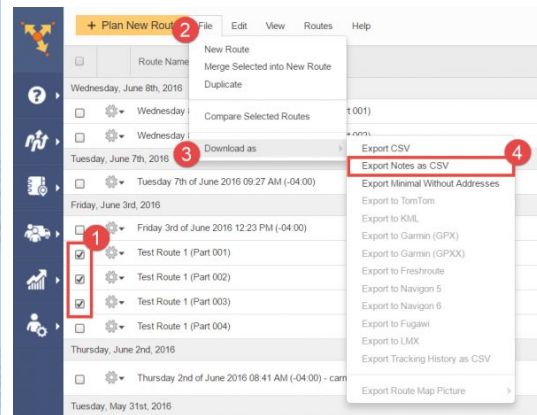 + Plan New Rout
2
File
Edit
View
Routes
Help
Route Name
New Route
Merge Selected into New Route
Duplicate
Compare Selected Routes
3
Download as
4
Export CSV
Export Notes as CSV
Export Minimal Without Addresses
Export to TomTom
Export to KML
Export to Garmin (GPX)
Export to Garmin (GPXX)
Export to Freshroute
Export to Navigon 5
Export to Navigon 6
Export to Fugawi
Export to LMX
Export Tracking History as CSV
Export Route Map Picture
Wednesday, June 8th, 2016
Wednesday
t 001)
Wednesday
t 002)
Tuesday, June 7th, 2016
Tuesday 7th of June 2016 09:27 AM (-04:00)
Friday, June 3rd, 2016
Friday 3rd of June 2016 12:23 PM (-04:00)
1
Test Route 1 (Part 001)
Test Route 1 (Part 002)
Test Route 1 (Part 003)
Test Route 1 (Part 004)
Thursday, June 2nd, 2016
Thursday 2nd of June 2016 08:41 AM (-04:00) - carn
Tuesday, May 31st, 2016